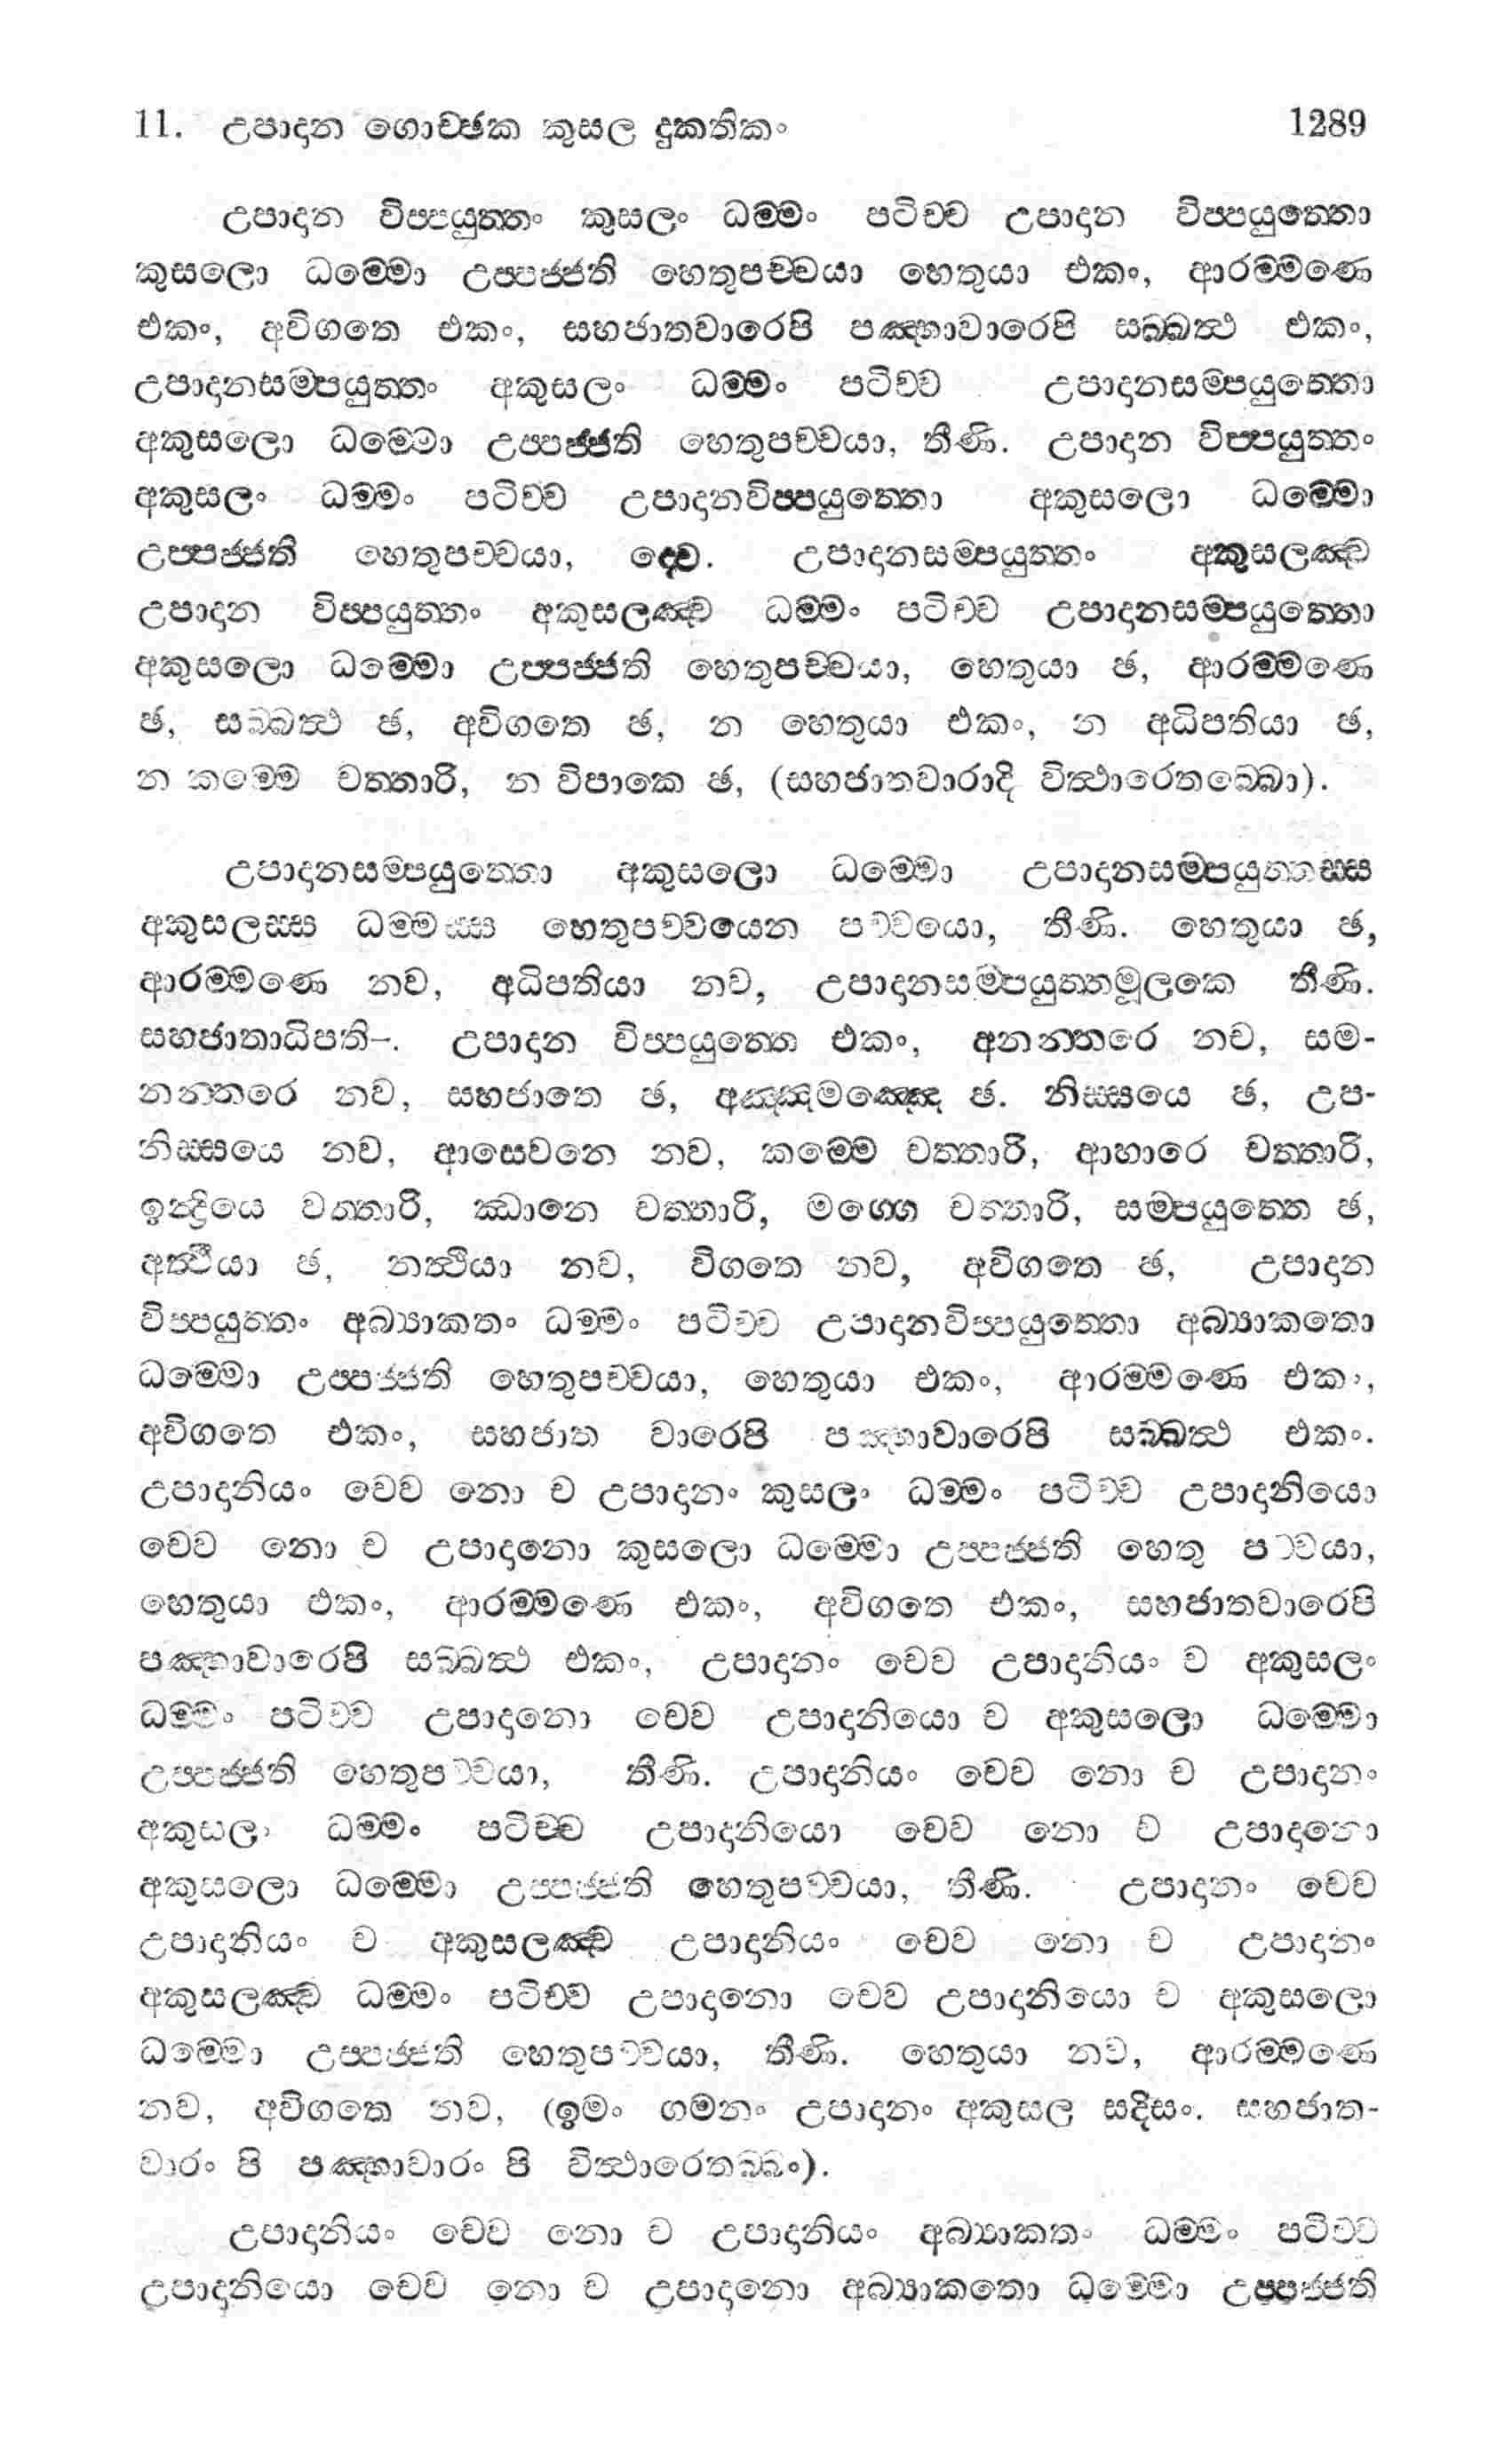 11. උපාදාන ගොච්ඡක කුසල දුකතිකං 1289
උපාදාන විප්පයුත්තං කුසලං ධම්මං පටිච්ච උපාදාන විප්පයුත්තො
කුසලො ධම්මො උප්පජ්ජති හෙතුපච්චයා හෙතුයා එකං, ආරම්මණෙ
එකං, අවිගතෙ එකං, සහජාතවාරෙපි පඤ්හාවාරෙපි සබ්බත්ථ එකං,
උපාදානසම්පයුත්තං අකුසලං ධම්මං පටිච්ච උපාදානසම්පයුත්තො
අකුසලො ධම්මො උප්පජ්ජති හෙතුපච්චයා, තීණි. උපාදාන විප්පයුත්තං
අකුසලං ධම්මං පටිච්ච උපාදානවිප්පයුත්තො අකුසලො ධම්මො
උප්පජ්ජති හෙතුපච්චයා, ද්වෙ. උපාදානසම්පයුත්තං අකුසලඤ්ච
උපාදාන විප්පයුත්තං අකුසලඤ්ච ධම්මං පටිච්ච උපාදානසම්පයුත්තො
අකුසලො ධම්මො උප්පජ්ජති හෙතුපච්චයා, හෙතුයා ඡ, ආරම්මණෙ
ඡ, සබ්බත්ථ ඡ, අවිගතෙ ඡ, න හෙතුයා එකං, න අධිපතියා ඡ,
න කම්මෙ චත්තාරි, න විපාකෙ ඡ, (සහජාතවාරාදි විත්ථාරෙතබ්බො).
උපාදානසම්පයුත්තො අකුසලො ධම්මො උපාදානසම්පයුත්තස්ස
අකුසලස්ස ධම්මස්ස හෙතුපච්චයෙන පච්චයො, තීණි. හෙතුයා ඡ,
ආරම්මණෙ නව, අධිපතියා නව, උපාදානසම්පයුත්තමූලකෙ තීණි.
සහජාතාධිපති–. උපාදාන විප්පයුත්තෙ එකං, අනන්තරෙ නව, සම-
නන්තරෙ නව, සහජාතෙ ඡ, අඤ්ඤමඤ්ඤෙ ඡ. නිස්සයෙ ඡ, උප-
නිස්සයෙ නව, ආසෙවනෙ නව, කම්මෙ චත්තාරි, ආහාරෙ චත්තාරි,
ඉන්ද්‍රියෙ චත්තාරි, ඣානෙ චත්තාරි, මග්ගෙ චත්තාරි, සම්පයුත්තෙ ඡ,
අත්ථියා ඡ, නත්ථියා නව, විගතෙ නව, අවිගතෙ ඡ, උපාදාන
විප්පයුත්තං අබ්‍යාකතං ධම්මං පටිච්ච උපාදානවිප්පයුත්තො අබ්‍යාකතො
ධම්මො උප්පජ්ජති හෙතුපච්චයා, හෙතුයා එකං, ආරම්මණෙ එකං,
අවිගතෙ එකං, සහජාත වාරෙපි පඤ්හාවාරෙපි සබ්බත්ථ එකං.
උපාදානියං චෙව නො ච උපාදානං කුසලං ධම්මං පටිච්ච උපාදානියො
චෙව නො ච උපාදානො කුසලො ධම්මො උප්පජ්ජති හෙතු පච්චයා,
හෙතුයා එකං, ආරම්මණෙ එකං, අවිගතෙ එකං, සහජාතවාරෙපි
පඤ්හාවාරෙපි සබ්බත්ථ එකං, උපාදානං චෙව උපාදානියං ච අකුසලං
ධම්මං පටිච්ච උපාදානො චෙව උපාදානියො ච අකුසලො ධම්මො
උප්පජ්ජති හෙතුපච්චයා, තීණි. උපාදානියං චෙව නො ච උපාදානං
අකුසලං ධම්මං පටිච්ච උපාදානියො චෙව නො ච උපාදානො
අකුසලො ධම්මො උප්පජ්ජති හෙතුපච්චයා, තීණි. උපාදානං චෙව
උපාදානියං ච අකුසලඤ්ච උපාදානියං චෙව නො ච උපාදානං
අකුසලඤ්ච ධම්මං පටිච්ච උපාදානො චෙව උපාදානියො ච අකුසලො
ධම්මො උප්පජ්ජති හෙතුපච්චයා, තීණි. හෙතුයා නව, ආරම්මණෙ
නව, අවිගතෙ නව, (ඉමං ගමනං උපාදානං අකුසල සදිසං. සහජාත-
වාරං පි පඤ්හාවාරං පි විත්ථාරෙතබ්බං).
උපාදානියං චෙව නො ච උපාදානියං අබ්‍යාකතං ධම්මං පටිච්ච
උපාදානියො චෙව නො ච උපාදානො අබ්‍යාකතො ධම්මො උප්පජ්ජති